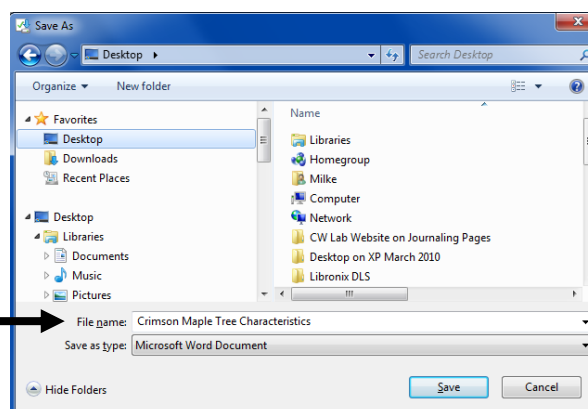 Save As
Desktop
Search Desktop
Organize New folder
Favorites
Desktop
Downloads
Recent Places
Desktop
Libraries
Documents
Music
Pictures
Name
Libraries
Homegroup
Milke
Computer
Network
CW Lab Website on Journaling Pages
Desktop on XP March 2010
Libronix DLS
File name: Crimson Maple Tree Characteristics
Save as type: Microsoft Word Document
Hide Folders Save Cancel